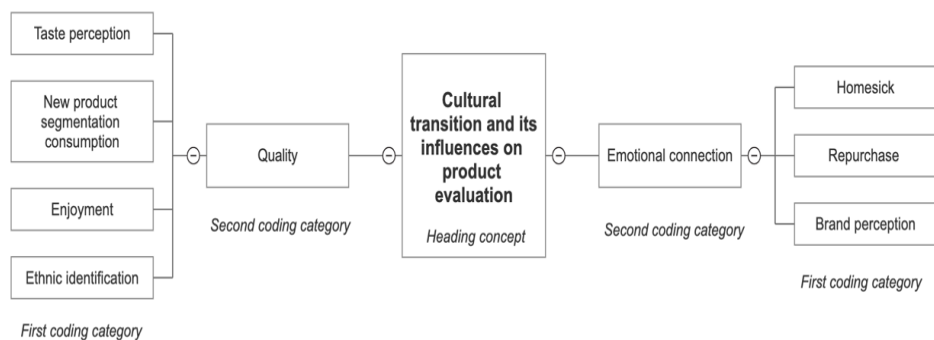 Taste perception
New product
segmentation
consumption
Enjoyment
Ethnic identification
First coding category
Quality
Second coding category
Cultural
transition and its
influences on
product
evaluation
Heading concept
Emotional connection
Second coding category
Homesick
Repurchase
Brand perception
First coding category